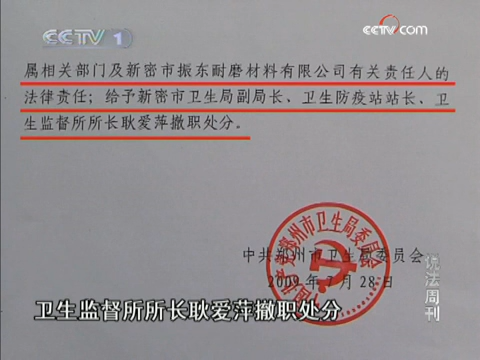 CCTV 1
CCTV.com
属相关部门及新密市振东耐磨材料有限公司有关责任人的
法律责任；给予新密市卫生局副局长、卫生防疫站站长、卫
生监督所所长耿爱萍撤职处分。
中共郑州市卫生局委员会
2009年7月28日
说法周刊
卫生监督所所长耿爱萍撤职处分